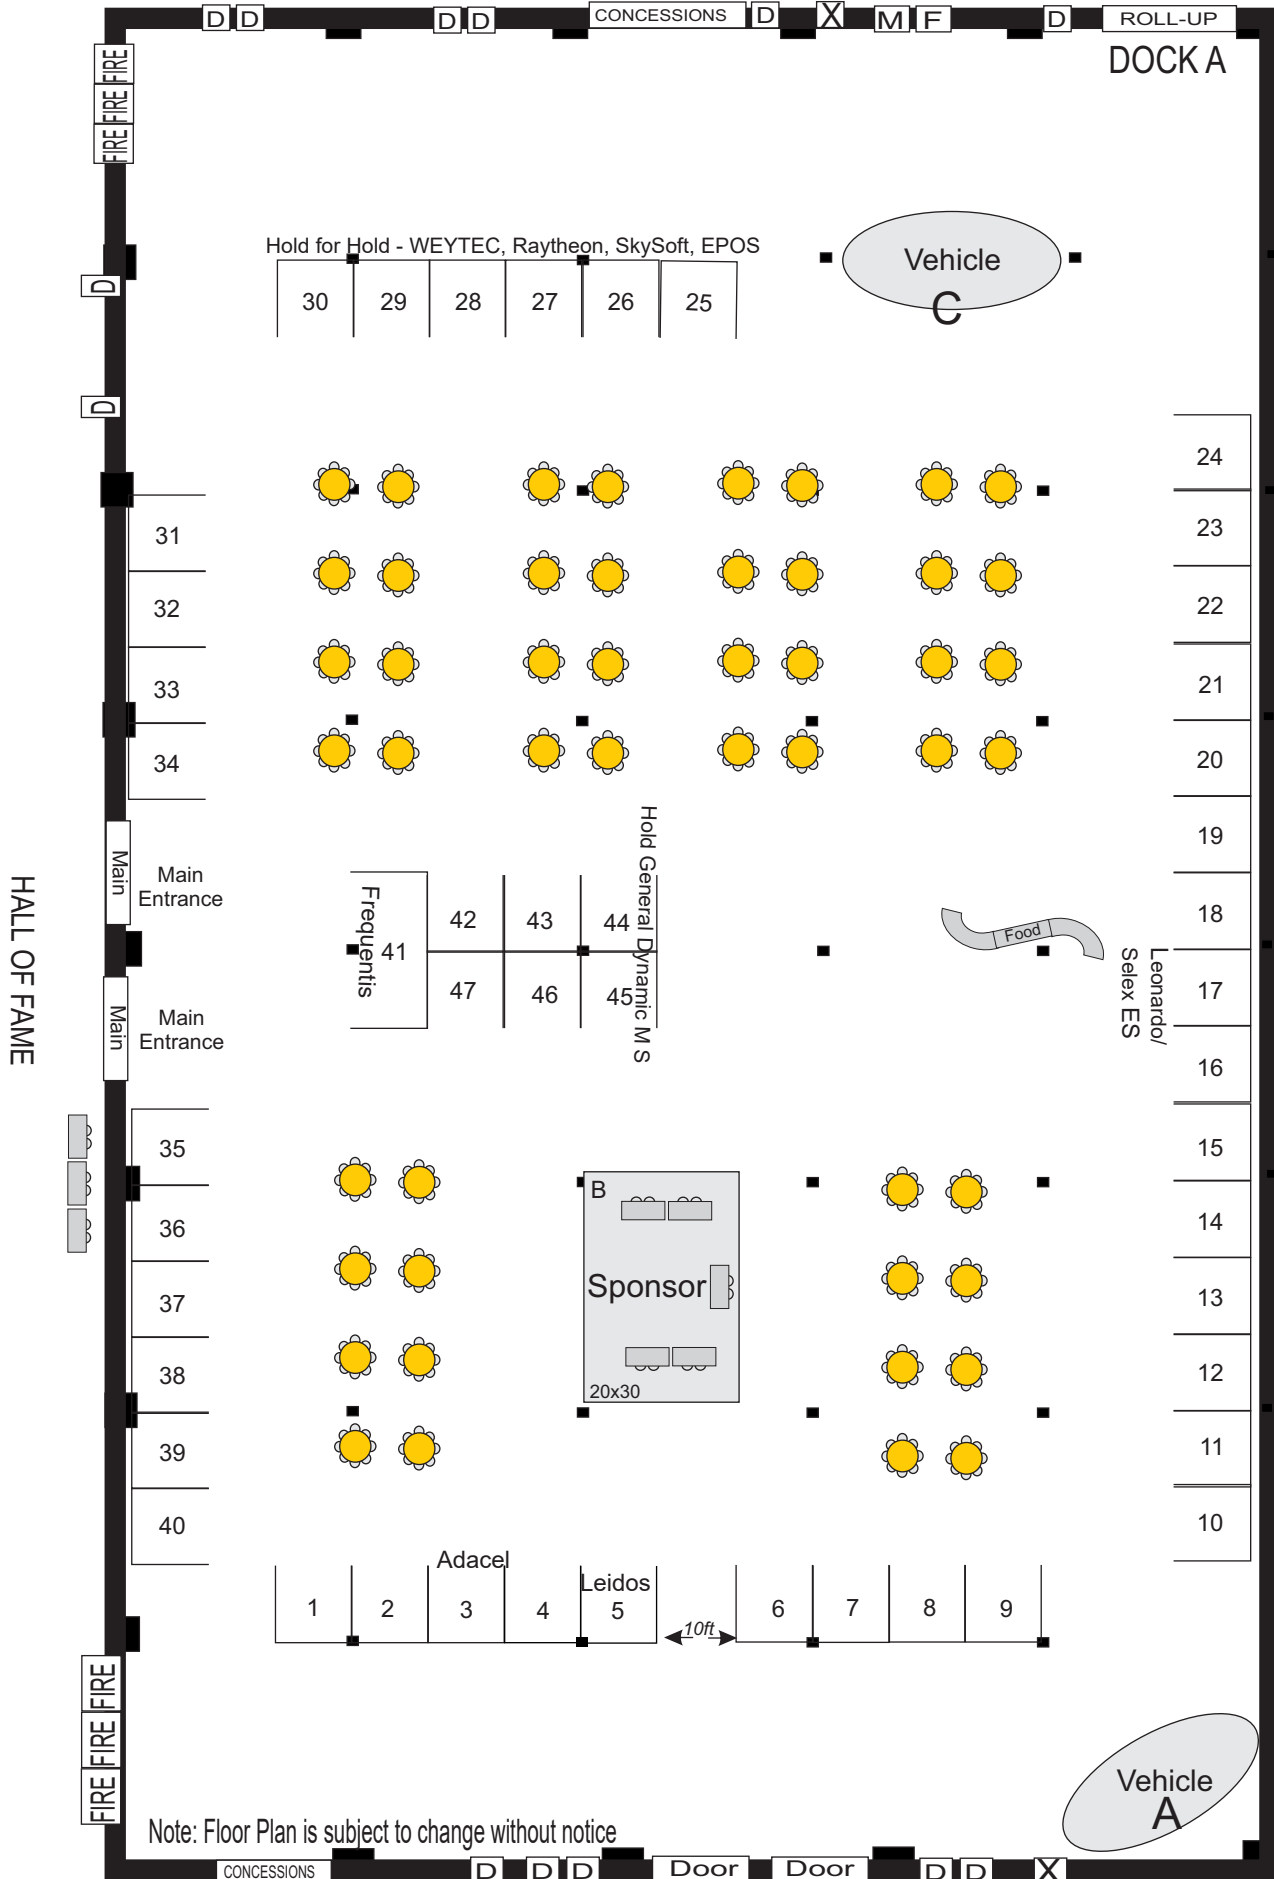 D D D D CONCESSIONS D X M F D ROLL-UP
DOCK A
FIRE
FIRE
FIRE
Hold for Hold - WEYTEC, Raytheon, SkySoft, EPOS
Vehicle
C
30 29 28 27 26 25
D
D
24
23
22
21
20
19
18
17
16
15
14
13
12
11
10
31
32
33
34
Main
Main
Entrance
HALL OF FAME
Main
Main
Entrance
Frequentis
41
42 43 44
47 46 45
Hold General Dynamic M S
Food
Leonardo/
Selex ES
35
36
37
38
39
40
B
Sponsor
20x30
Adacel
Leidos
1 2 3 4 5
10ft
6 7 8 9
FIRE
FIRE
FIRE
Vehicle
A
Note: Floor Plan is subject to change without notice
CONCESSIONS D D D Door Door D D X